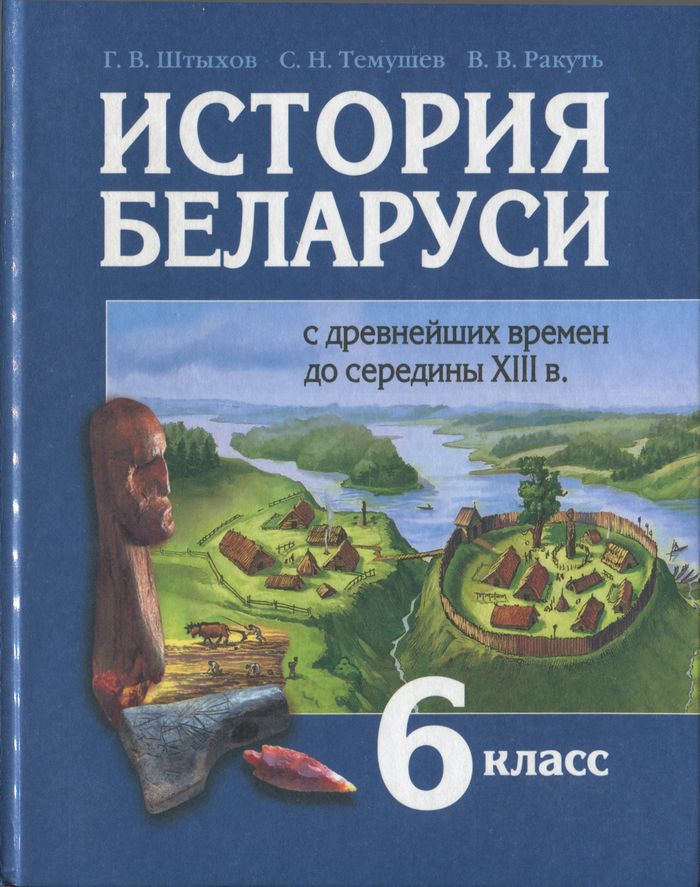 Г. В. Штыхов С. Н. Темушев В. В. Ракуть
ИСТОРИЯ
БЕЛАРУСИ
с древнейших времен
до середины XIII в.
6 класс